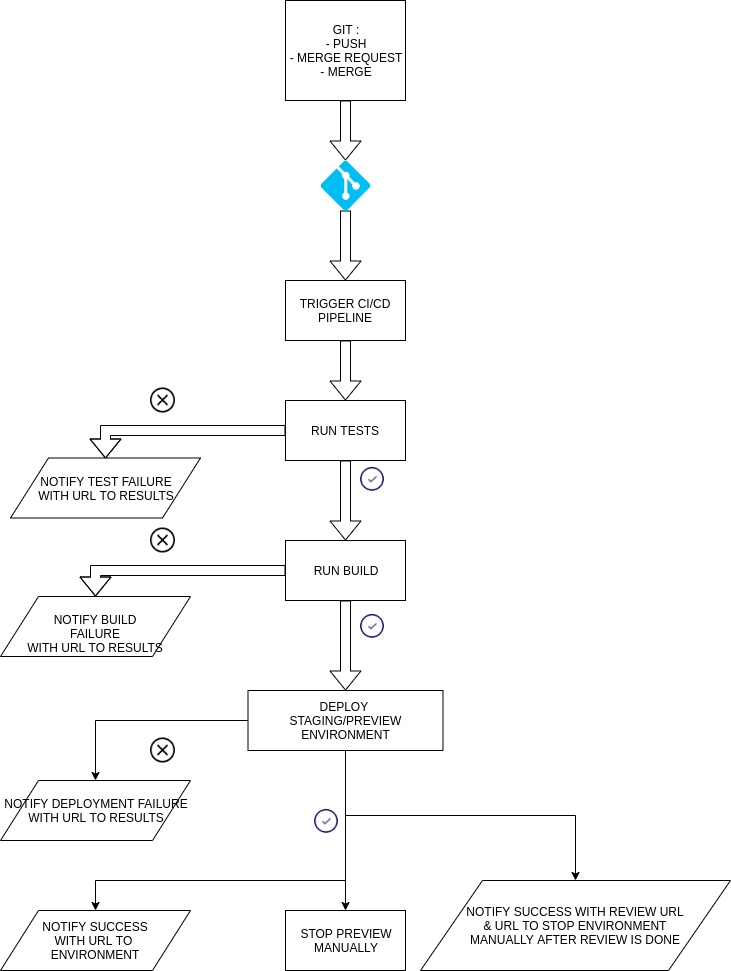 GIT :
- PUSH
- MERGE REQUEST
- MERGE
TRIGGER CI/CD
PIPELINE
RUN TESTS
NOTIFY TEST FAILURE
WITH URL TO RESULTS
RUN BUILD
NOTIFY BUILD
FAILURE
WITH URL TO RESULTS
DEPLOY
STAGING/PREVIEW
ENVIRONMENT
NOTIFY DEPLOYMENT FAILURE
WITH URL TO RESULTS
NOTIFY SUCCESS
WITH URL TO
ENVIRONMENT
STOP PREVIEW
MANUALLY
NOTIFY SUCCESS WITH REVIEW URL
& URL TO STOP ENVIRONMENT
MANUALLY AFTER REVIEW IS DONE